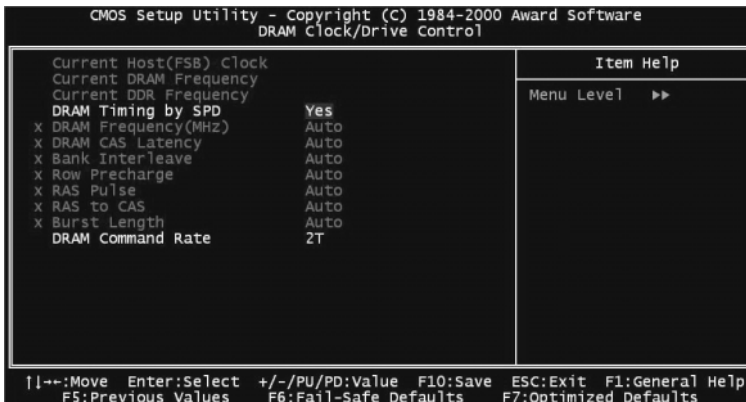 CMOS Setup Utility - Copyright (C) 1984-2000 Award Software
DRAM Clock/Drive Control
Current Host(FSB) Clock
Current DRAM Frequency
Current DDR Frequency
DRAM Timing by SPD Yes
x DRAM Frequency(MHz) Auto
x DRAM CAS Latency Auto
x Bank Interleave Auto
x Row Precharge Auto
x RAS Pulse Auto
x RAS to CAS Auto
x Burst Length Auto
DRAM Command Rate 2T
Item Help
Menu Level ▸▸
↑↓→←:Move Enter:Select +/-/PU/PD:Value F10:Save ESC:Exit F1:General Help
F5:Previous Values F6:Fail-Safe Defaults F7:Optimized Defaults